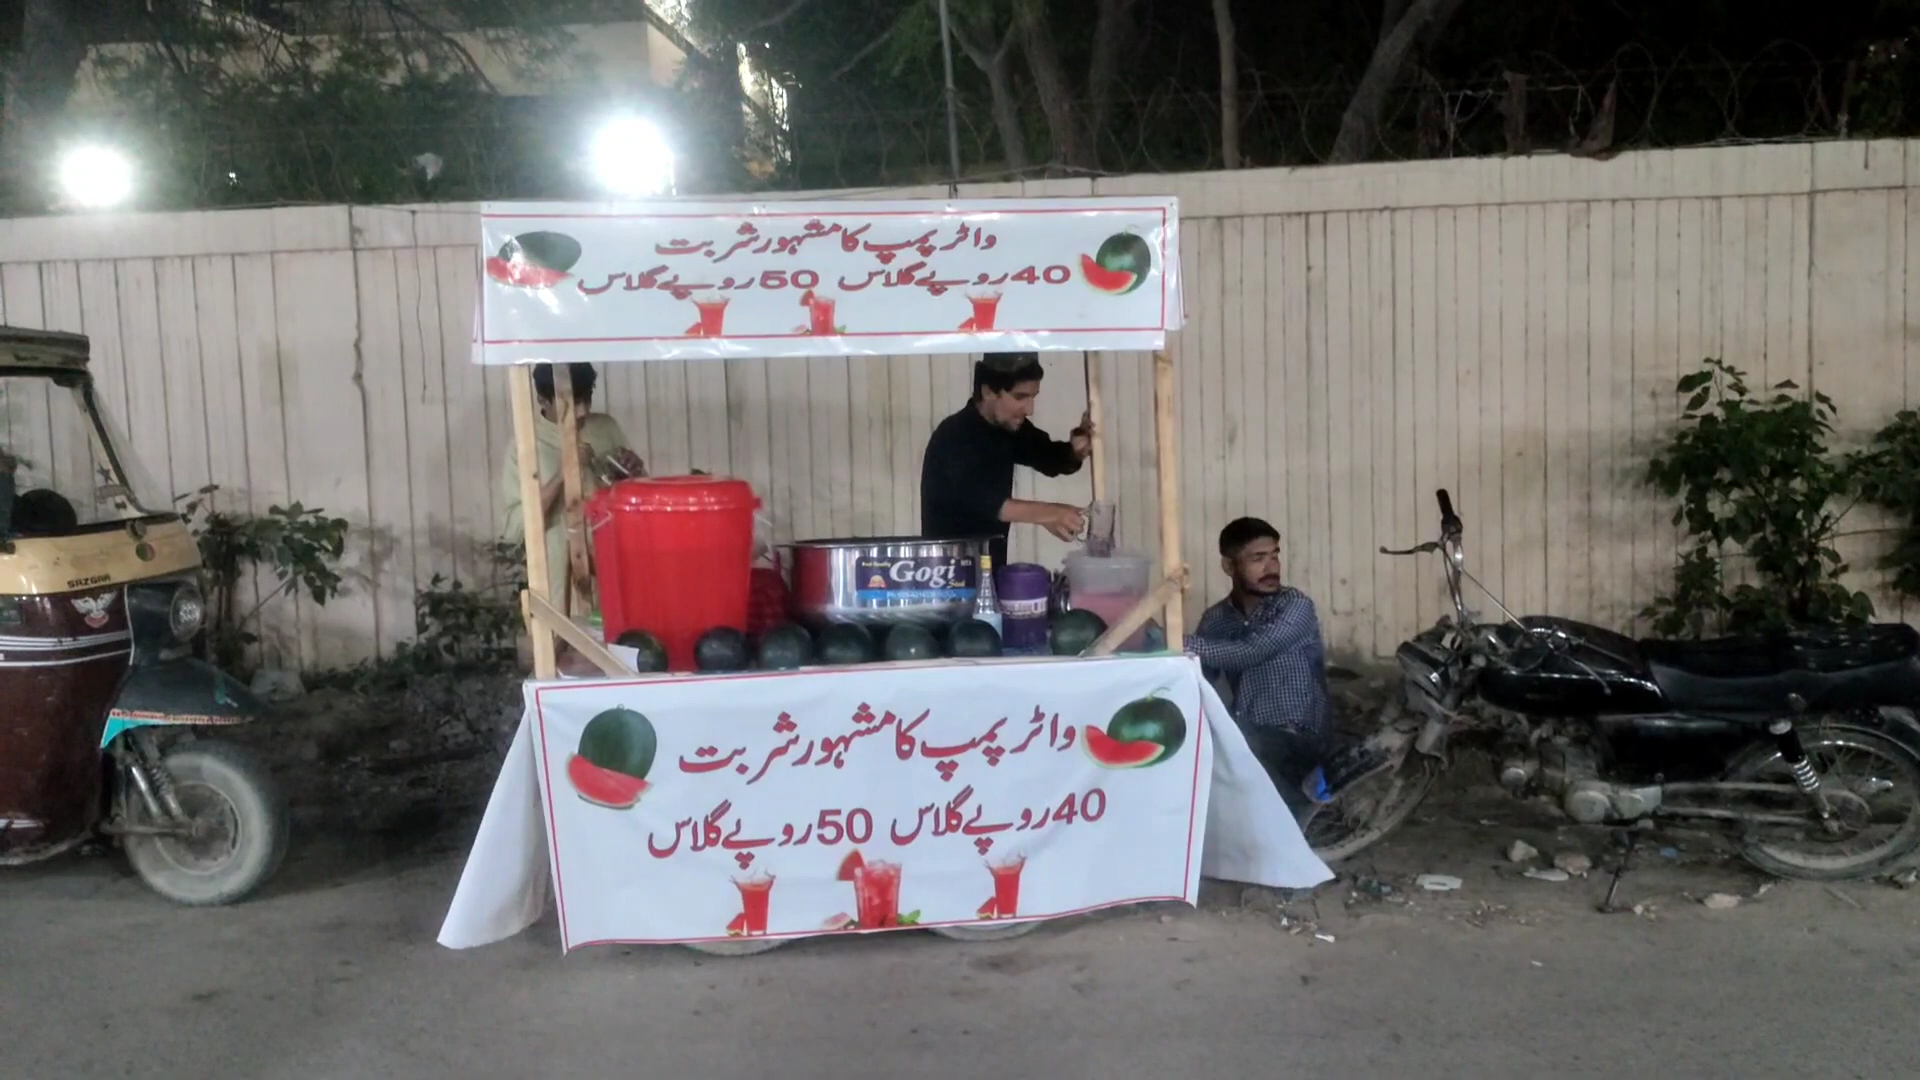 واٹر پمپ کا مشہور شربت
40 روپے گلاس 50 روپے گلاس
SAZGAR
Gogi
Steel
واٹر پمپ کا مشہور شربت
40 روپے گلاس 50 روپے گلاس